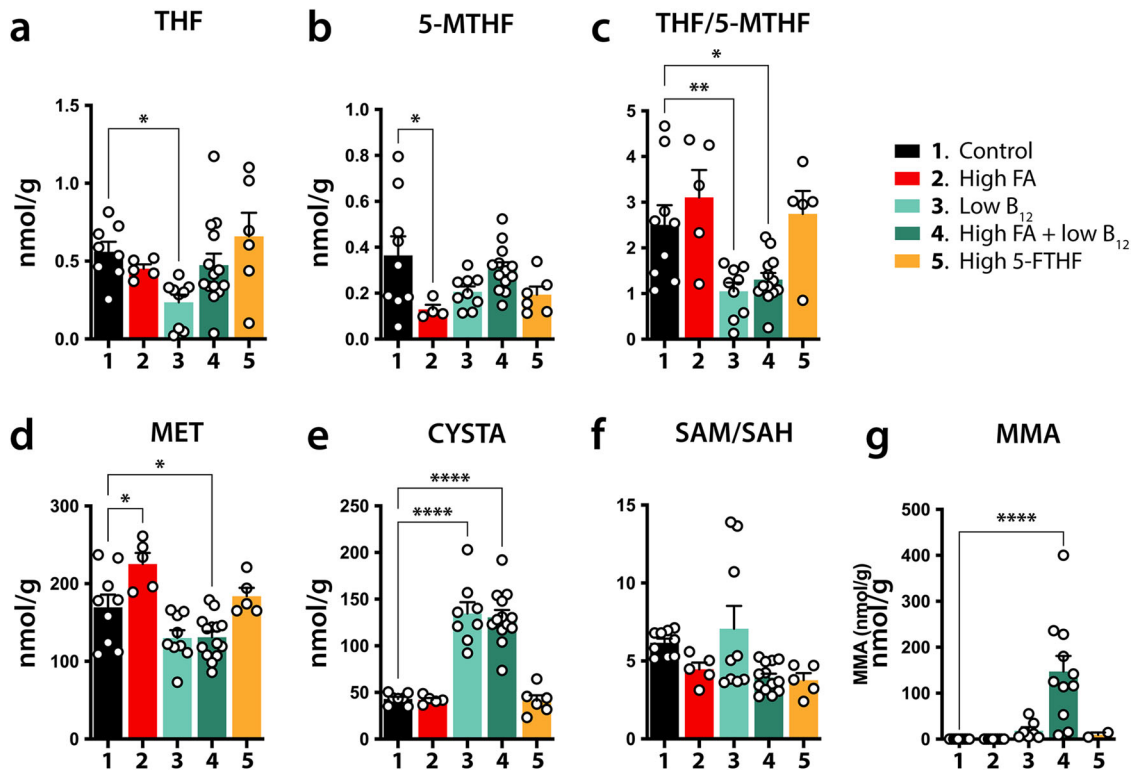 a THF
nmol/g
1.5
1.0
0.5
0.0
*
1 2 3 4 5
b 5-MTHF
nmol/g
1.0
0.8
0.6
0.4
0.2
0.0
*
1 2 3 4 5
c THF/5-MTHF
5
4
3
2
1
0
*
**
1 2 3 4 5
1. Control
2. High FA
3. Low B₁₂
4. High FA + low B₁₂
5. High 5-FTHF
d MET
nmol/g
300
200
100
0
*
*
1 2 3 4 5
e CYSTA
nmol/g
250
200
150
100
50
0
****
****
1 2 3 4 5
f SAM/SAH
15
10
5
0
1 2 3 4 5
g MMA
MMA (nmol/g)
nmol/g
500
400
300
200
100
0
****
1 2 3 4 5